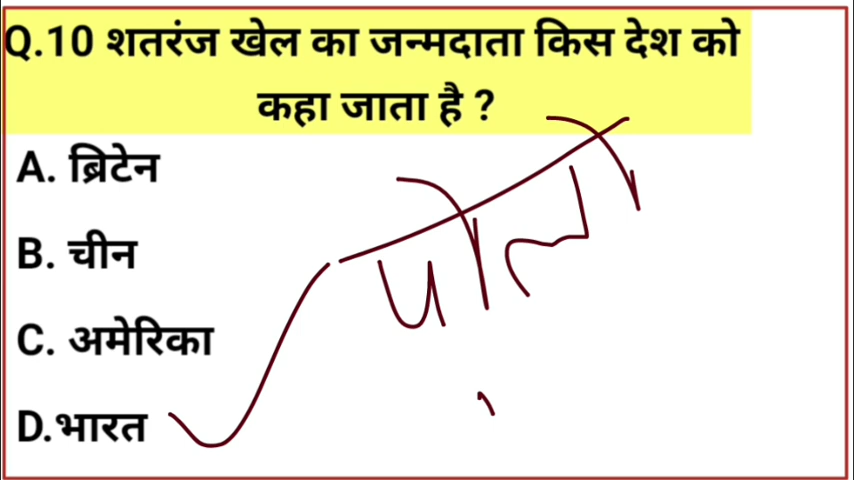 Q.10 शतरंज खेल का जन्मदाता किस देश को
कहा जाता है ?
A. ब्रिटेन
B. चीन
C. अमेरिका
D.भारत